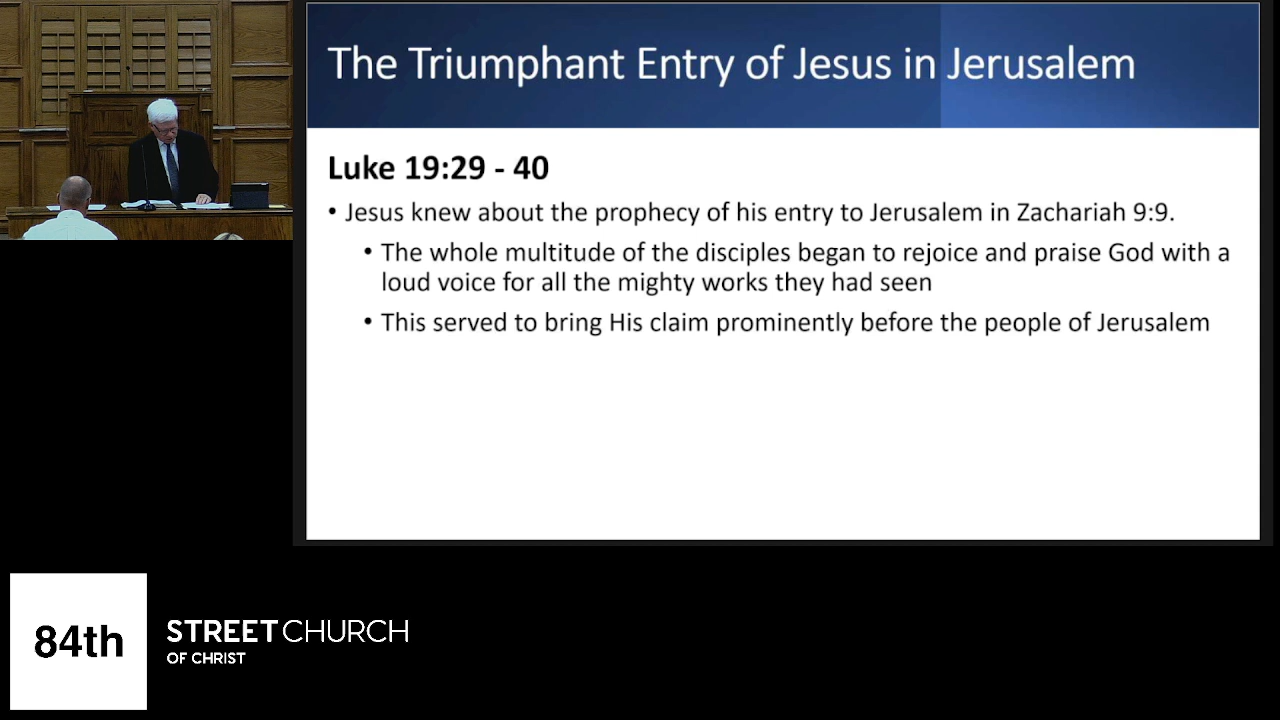 The Triumphant Entry of Jesus in Jerusalem
Luke 19:29 - 40
• Jesus knew about the prophecy of his entry to Jerusalem in Zachariah 9:9.
• The whole multitude of the disciples began to rejoice and praise God with a
loud voice for all the mighty works they had seen
• This served to bring His claim prominently before the people of Jerusalem
84th
STREET CHURCH
OF CHRIST